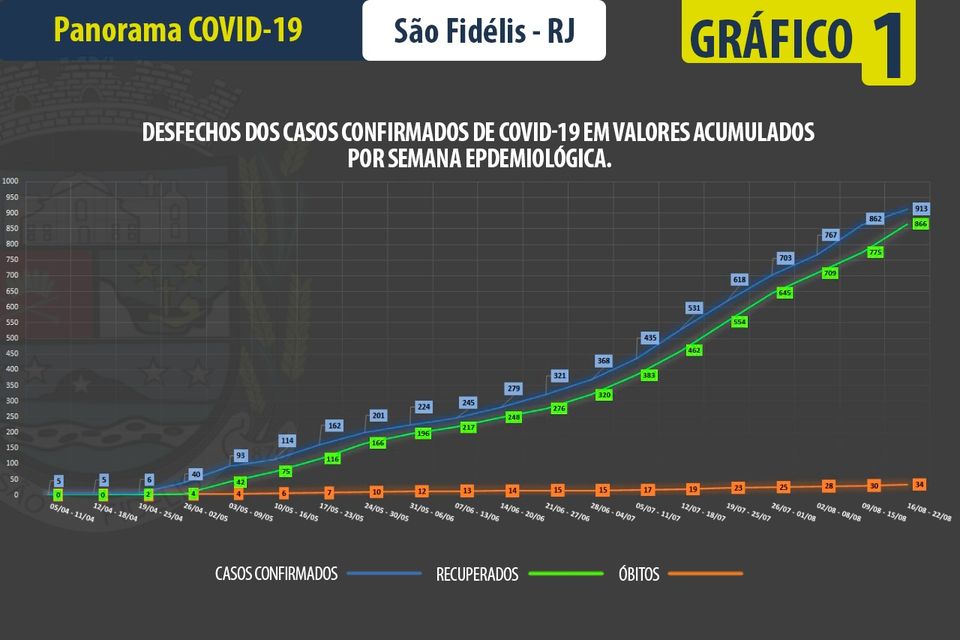 Panorama COVID-19
São Fidélis - RJ
GRÁFICO 1
DESFECHOS DOS CASOS CONFIRMADOS DE COVID-19 EM VALORES ACUMULADOS
POR SEMANA EPDEMIOLÓGICA.
1000
950
900
850
800
750
700
650
600
550
500
450
400
350
300
250
200
150
100
50
0
5 5 6 40 93 114 162 201 224 245 279 321 368 435 531 618 703 767 862 913
0 0 2 4 42 75 116 166 196 217 248 276 320 383 462 554 645 709 775 866
4 6 7 10 12 13 14 15 15 17 19 23 25 28 30 34
05/04 - 11/04 12/04 - 18/04 19/04 - 25/04 26/04 - 02/05 03/05 - 09/05 10/05 - 16/05 17/05 - 23/05 24/05 - 30/05 31/05 - 06/06 07/06 - 13/06 14/06 - 20/06 21/06 - 27/06 28/06 - 04/07 05/07 - 11/07 12/07 - 18/07 19/07 - 25/07 26/07 - 01/08 02/08 - 08/08 09/08 - 15/08 16/08 - 22/08
CASOS CONFIRMADOS RECUPERADOS ÓBITOS